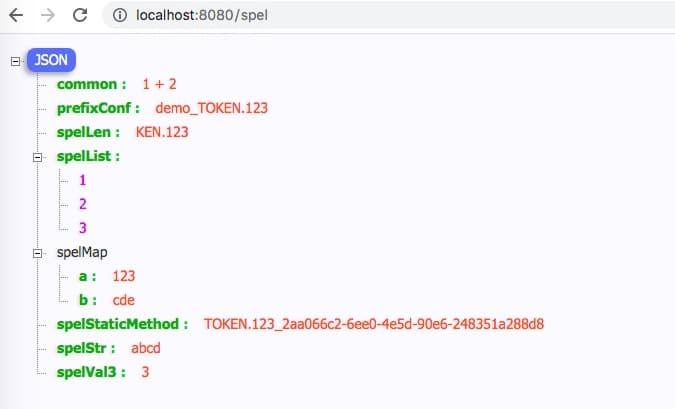 localhost:8080/spel
JSON
common : 1 + 2
prefixConf : demo_TOKEN.123
spelLen : KEN.123
spelList :
1
2
3
spelMap
a : 123
b : cde
spelStaticMethod : TOKEN.123_2aa066c2-6ee0-4e5d-90e6-248351a288d8
spelStr : abcd
spelVal3 : 3